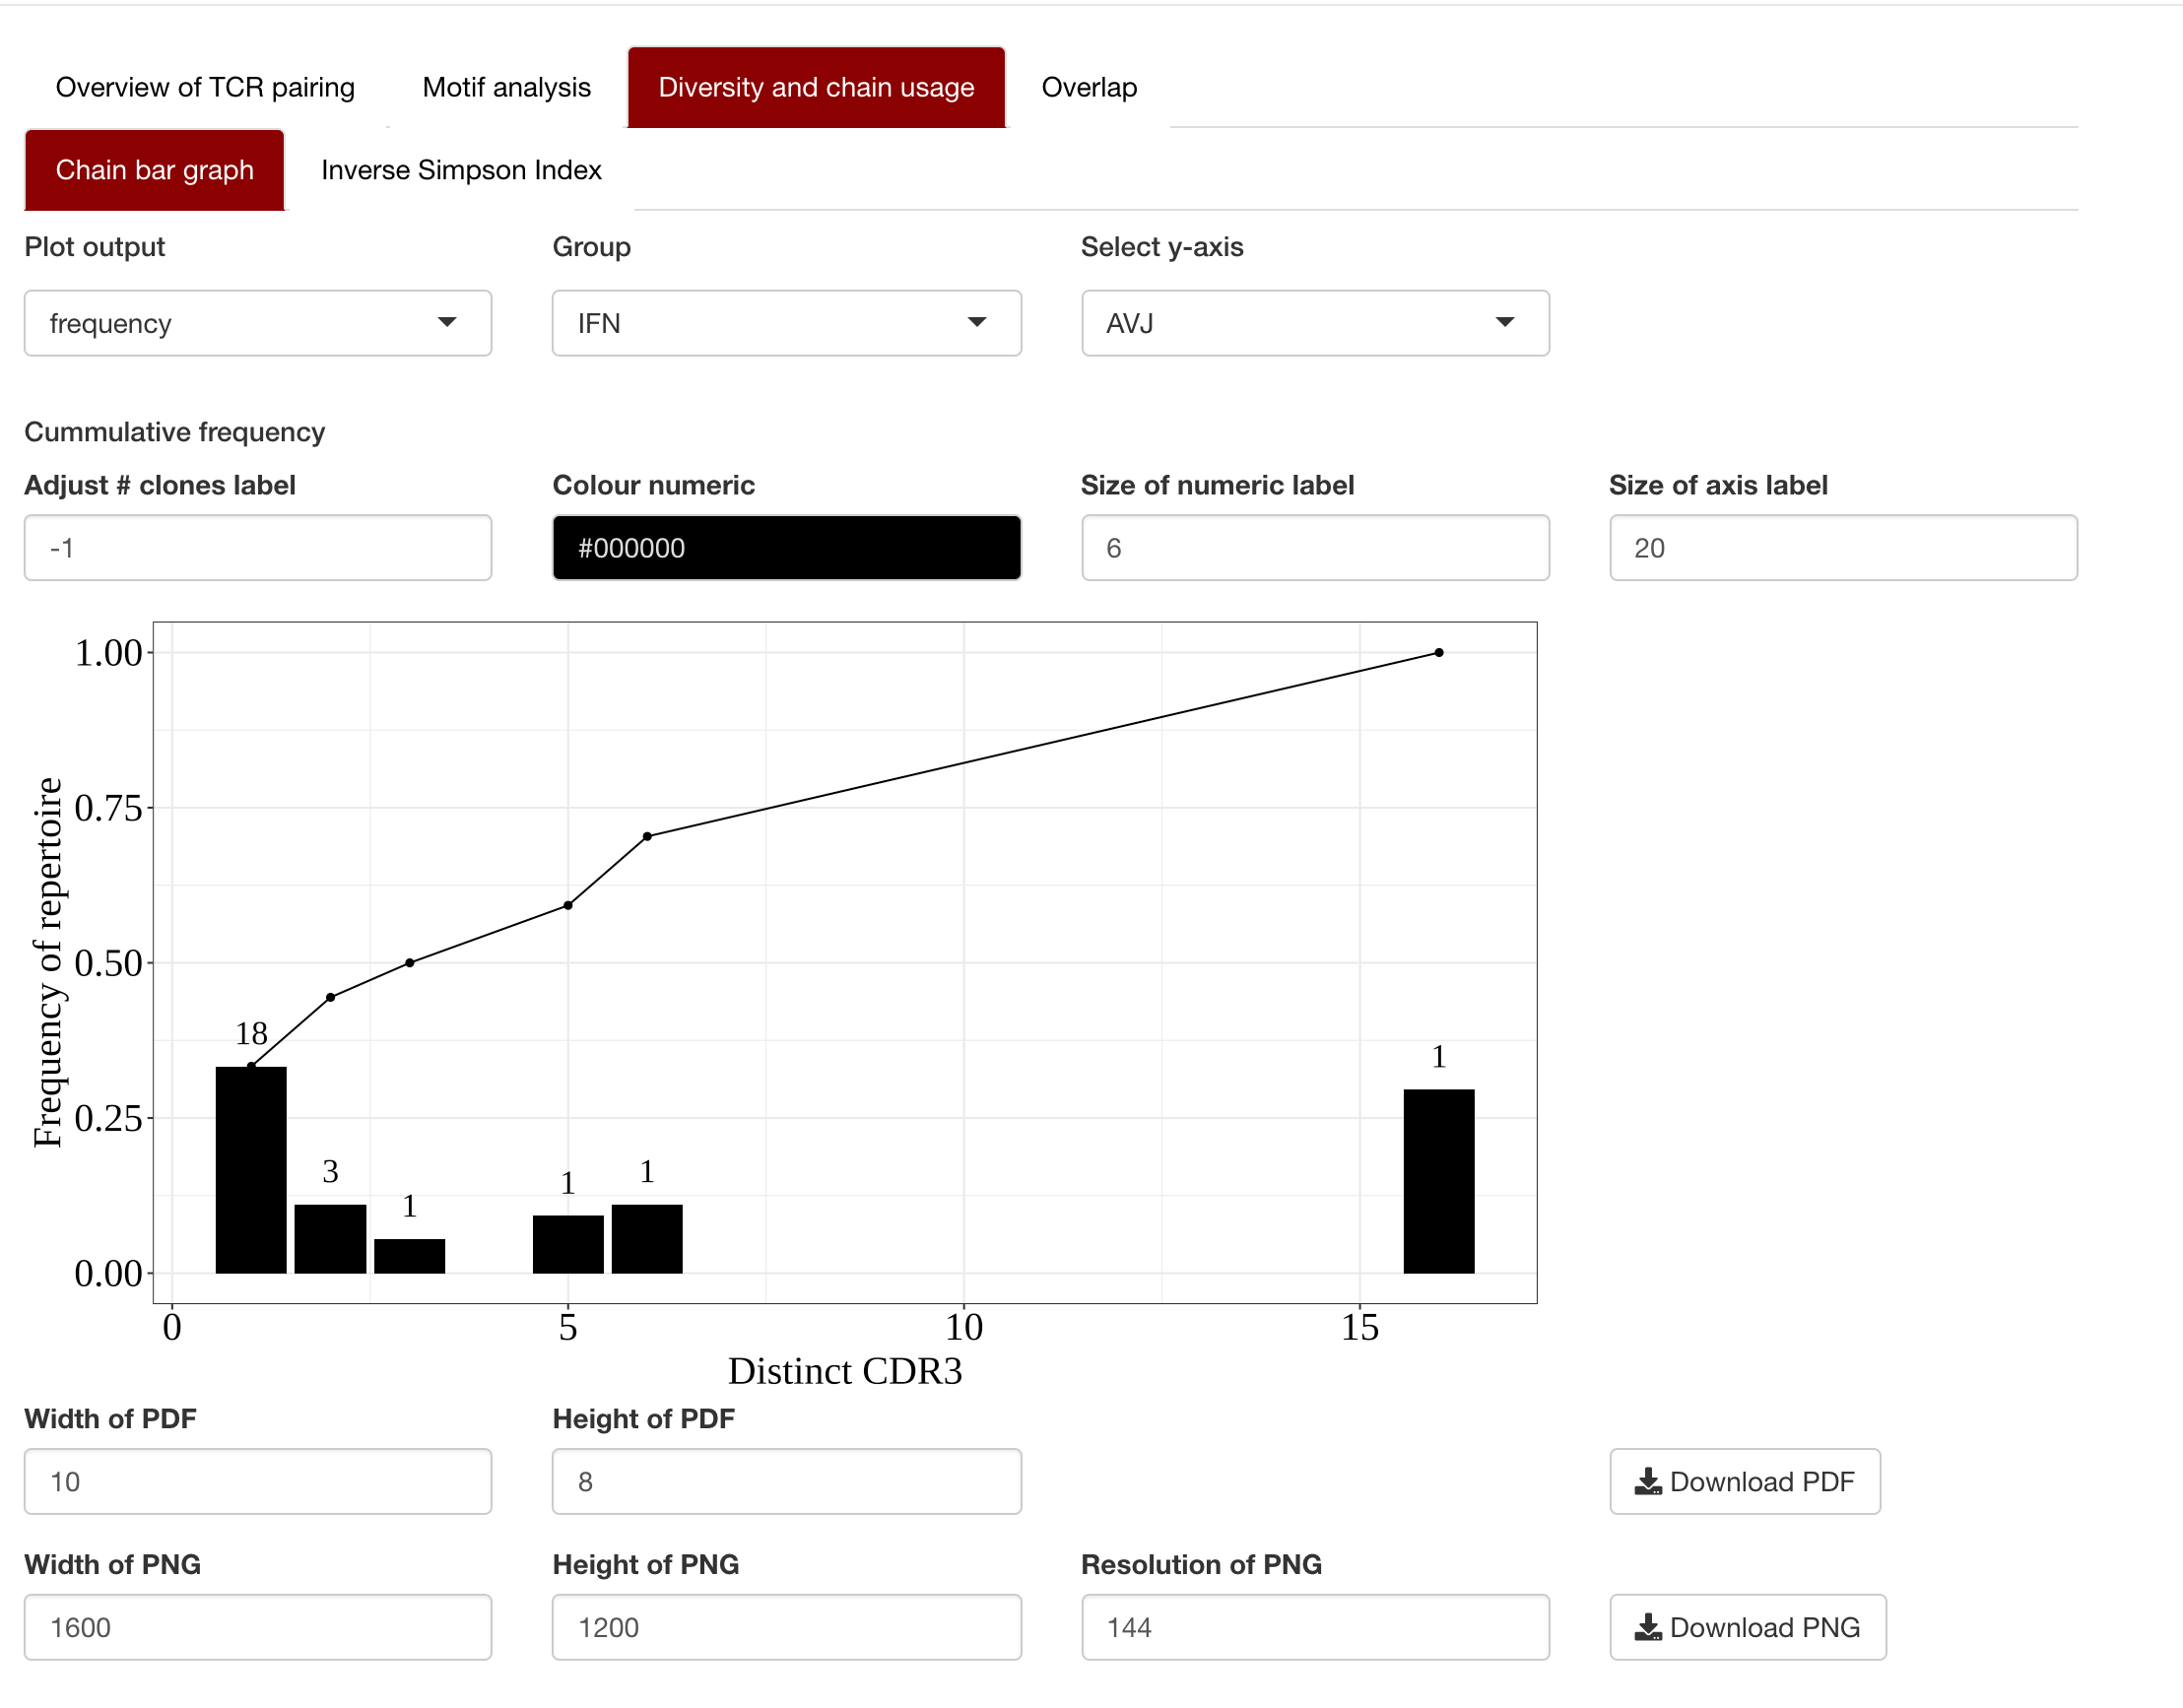 Overview of TCR pairing Motif analysis Diversity and chain usage Overlap
Chain bar graph Inverse Simpson Index
Plot output Group Select y-axis
frequency IFN AVJ
Cummulative frequency
Adjust # clones label Colour numeric Size of numeric label Size of axis label
-1 #000000 6 20
Frequency of repertoire
1.00
0.75
0.50
0.25
0.00
18
3
1
1
1
1
0 5 10 15
Distinct CDR3
Width of PDF Height of PDF
10 8 Download PDF
Width of PNG Height of PNG Resolution of PNG
1600 1200 144 Download PNG